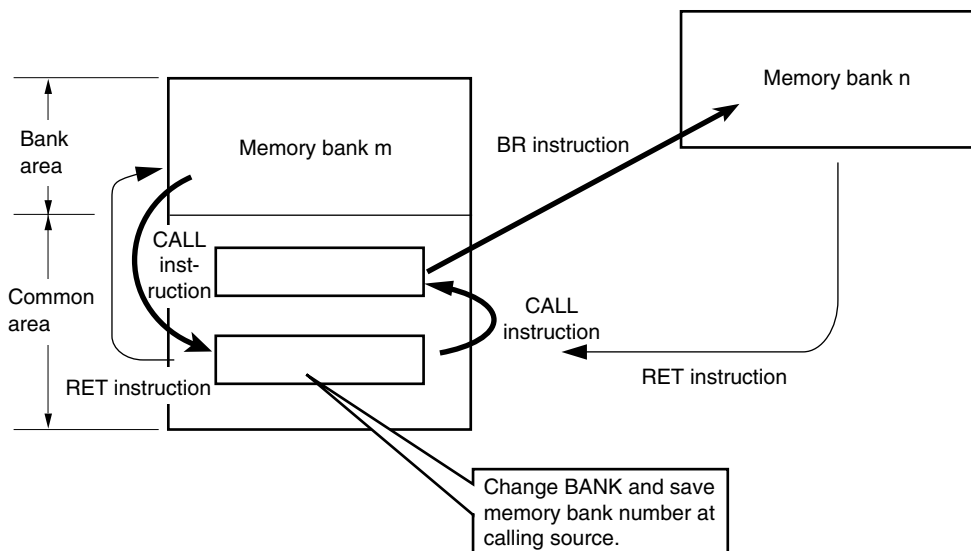 Memory bank n
Bank
area
Memory bank m
BR instruction
CALL
inst-
ruction
Common
area
CALL
instruction
RET instruction
RET instruction
Change BANK and save
memory bank number at
calling source.